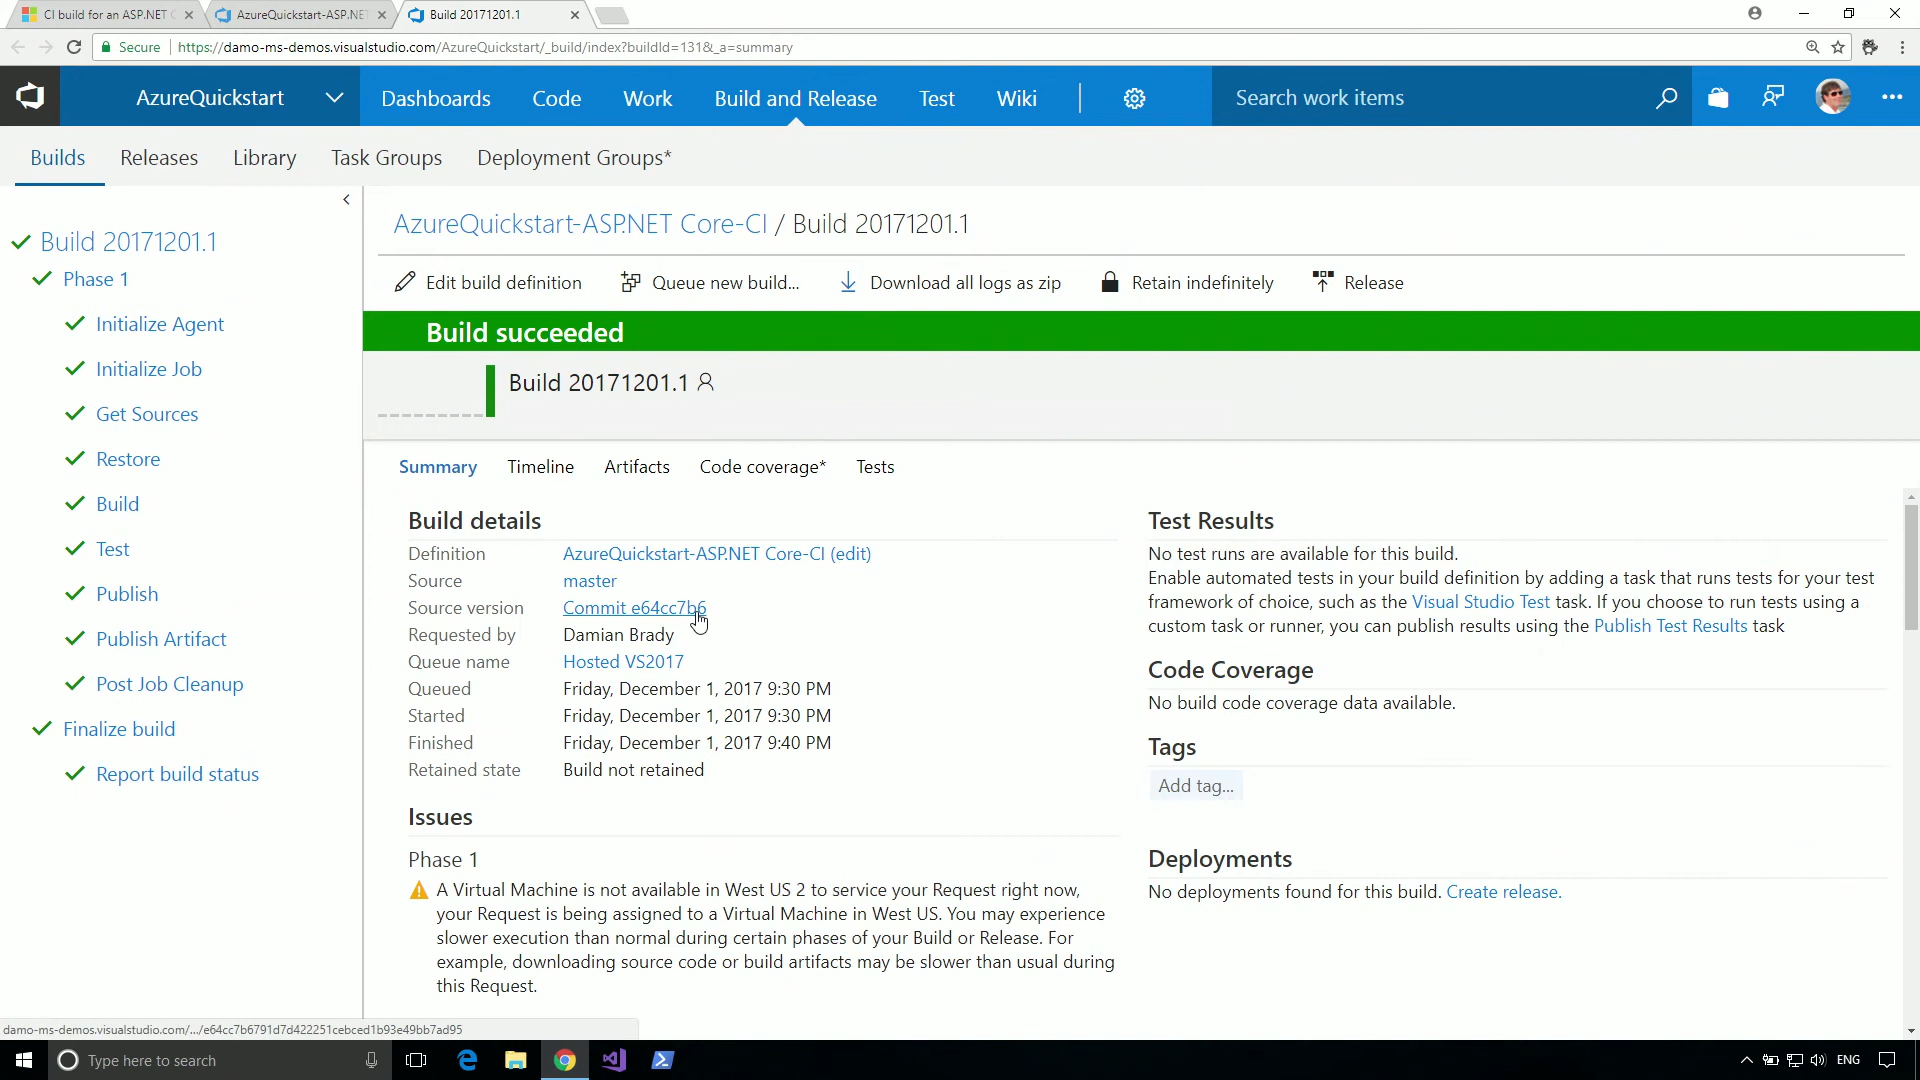 CI build for an ASP.NET C
AzureQuickstart-ASP.NET
Build 20171201.1
Secure
https://damo-ms-demos.visualstudio.com/AzureQuickstart/_build/index?buildId=131&_a=summary
AzureQuickstart
Dashboards
Code
Work
Build and Release
Test
Wiki
Search work items
Builds
Releases
Library
Task Groups
Deployment Groups*
Build 20171201.1
Phase 1
Initialize Agent
Initialize Job
Get Sources
Restore
Build
Test
Publish
Publish Artifact
Post Job Cleanup
Finalize build
Report build status
AzureQuickstart-ASP.NET Core-CI / Build 20171201.1
Edit build definition
Queue new build...
Download all logs as zip
Retain indefinitely
Release
Build succeeded
Build 20171201.1
Summary
Timeline
Artifacts
Code coverage*
Tests
Build details
Definition AzureQuickstart-ASP.NET Core-CI (edit)
Source master
Source version Commit e64cc7b6
Requested by Damian Brady
Queue name Hosted VS2017
Queued Friday, December 1, 2017 9:30 PM
Started Friday, December 1, 2017 9:30 PM
Finished Friday, December 1, 2017 9:40 PM
Retained state Build not retained
Issues
Phase 1
A Virtual Machine is not available in West US 2 to service your Request right now,
your Request is being assigned to a Virtual Machine in West US. You may experience
slower execution than normal during certain phases of your Build or Release. For
example, downloading source code or build artifacts may be slower than usual during
this Request.
Test Results
No test runs are available for this build.
Enable automated tests in your build definition by adding a task that runs tests for your test
framework of choice, such as the Visual Studio Test task. If you choose to run tests using a
custom task or runner, you can publish results using the Publish Test Results task
Code Coverage
No build code coverage data available.
Tags
Add tag...
Deployments
No deployments found for this build. Create release.
damo-ms-demos.visualstudio.com/.../e64cc7b6791d7d422251cebced1b93e49bb7ad95
Type here to search
ENG